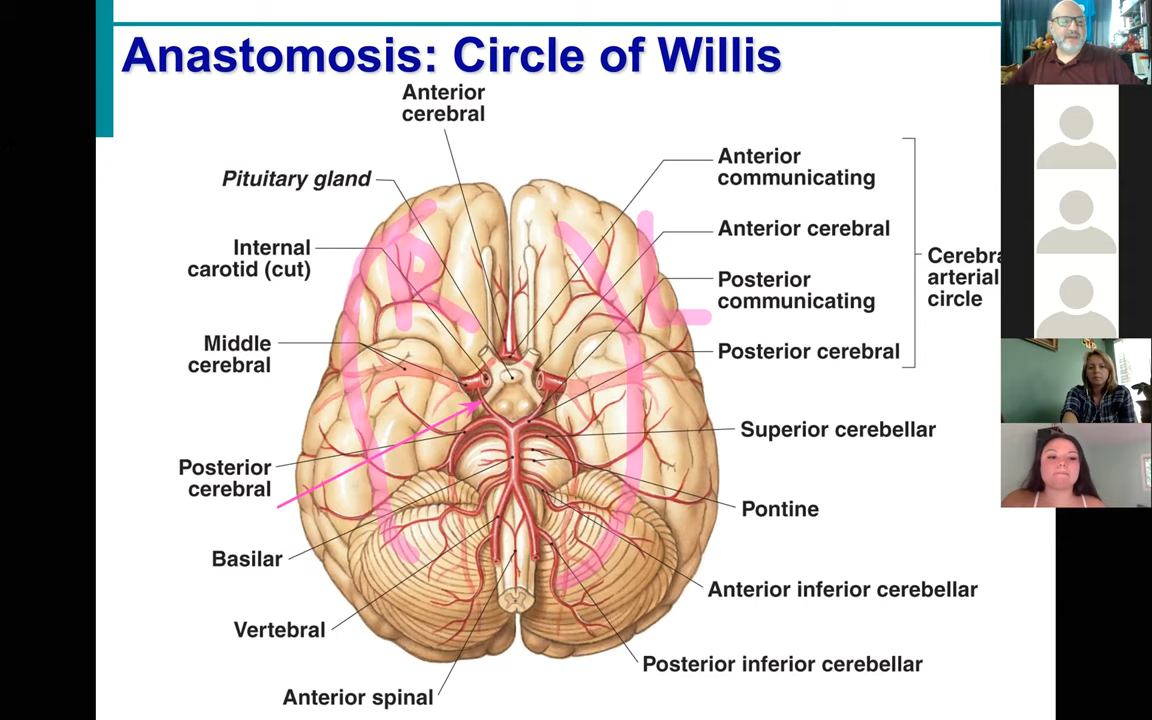 Anastomosis: Circle of Willis
Anterior
cerebral
Pituitary gland
Internal
carotid (cut)
Middle
cerebral
Posterior
cerebral
Basilar
Vertebral
Anterior spinal
Anterior
communicating
Anterior cerebral
Posterior
communicating
Posterior cerebral
Cerebra
arterial
circle
Superior cerebellar
Pontine
Anterior inferior cerebellar
Posterior inferior cerebellar
R
L